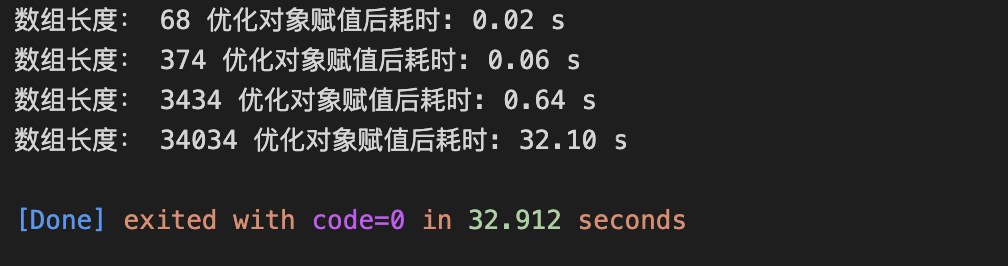 数组长度： 68 优化对象赋值后耗时: 0.02 s
数组长度： 374 优化对象赋值后耗时: 0.06 s
数组长度： 3434 优化对象赋值后耗时: 0.64 s
数组长度： 34034 优化对象赋值后耗时: 32.10 s
[Done] exited with code=0 in 32.912 seconds